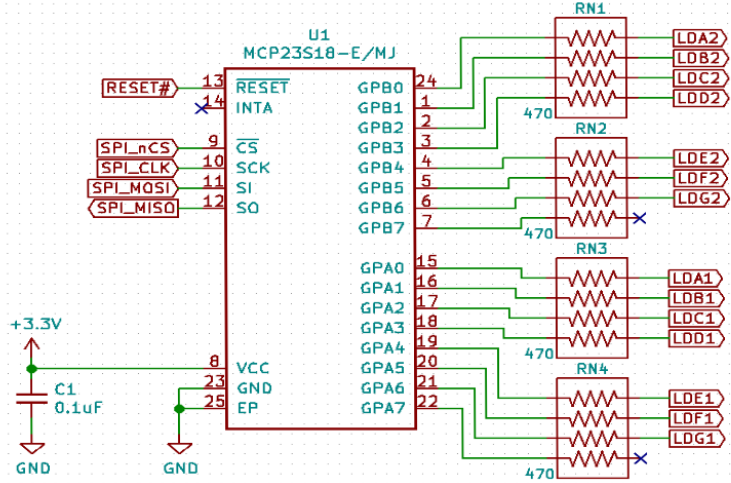 U1
MCP23S18-E/MJ
RESET#
13
RESET
14
INTA
SPI_nCS
9
CS
SPI_CLK
10
SCK
SPI_MOSI
11
SI
SPI_MISO
12
SO
+3.3V
8
VCC
23
GND
25
EP
C1
0.1uF
GND
GND
GPB0
24
GPB1
1
GPB2
2
GPB3
3
GPB4
4
GPB5
5
GPB6
6
GPB7
7
GPA0
15
GPA1
16
GPA2
17
GPA3
18
GPA4
19
GPA5
20
GPA6
21
GPA7
22
RN1
LDA2
LDB2
LDC2
LDD2
470
RN2
LDE2
LDF2
LDG2
470
RN3
LDA1
LDB1
LDC1
LDD1
470
RN4
LDE1
LDF1
LDG1
470